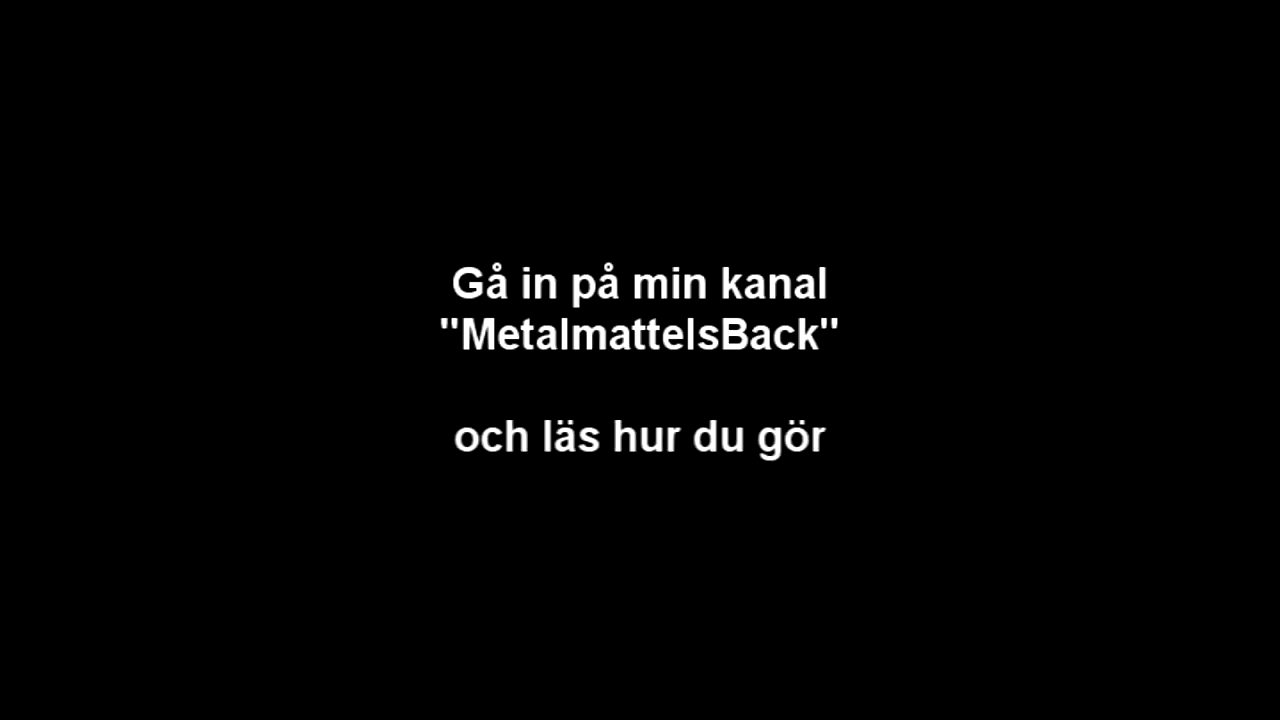 Gå in på min kanal
"MetalmatteIsBack"
och läs hur du gör